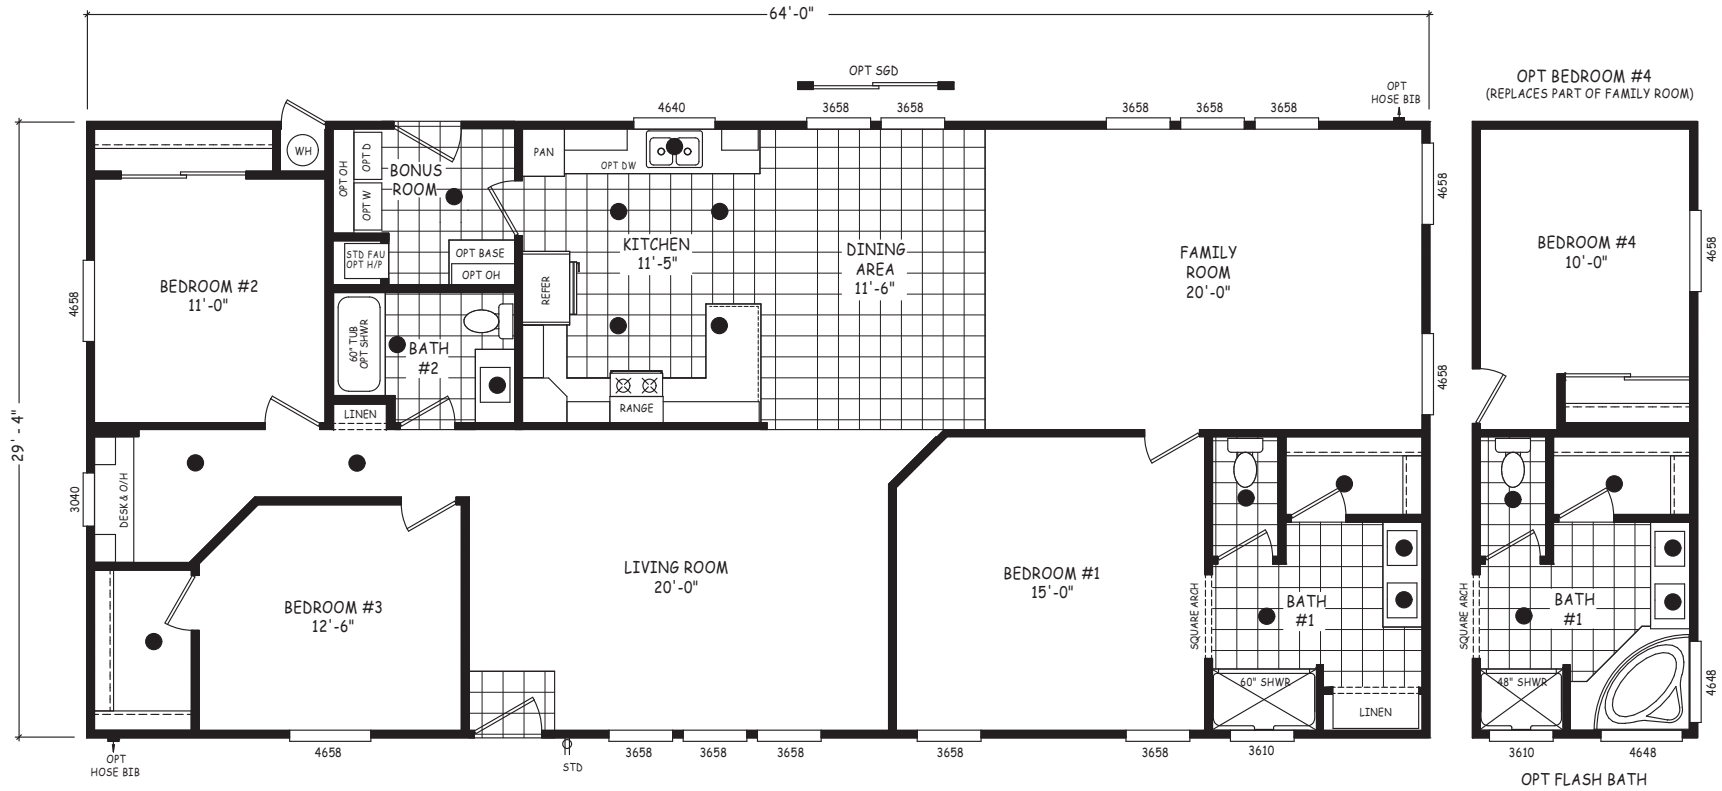 64'-0"
OPT SGD
OPT
HOSE BIB
4640
3658
3658
3658
3658
3658
OPT BEDROOM #4
(REPLACES PART OF FAMILY ROOM)
29'-4"
WH
OPT OH
OPT D
OPT W
BONUS
ROOM
PAN
OPT DW
STD FAU
OPT H/P
OPT BASE
OPT OH
REFER
KITCHEN
11'-5"
DINING
AREA
11'-6"
FAMILY
ROOM
20'-0"
4658
4658
BEDROOM #4
10'-0"
4658
4658
BEDROOM #2
11'-0"
60" TUB
OPT SHWR
BATH
#2
LINEN
RANGE
3040
DESK & O/H
BEDROOM #3
12'-6"
LIVING ROOM
20'-0"
BEDROOM #1
15'-0"
SQUARE ARCH
BATH
#1
60" SHWR
LINEN
SQUARE ARCH
BATH
#1
48" SHWR
4648
OPT
HOSE BIB
4658
STD
3658
3658
3658
3658
3658
3610
3610
4648
OPT FLASH BATH